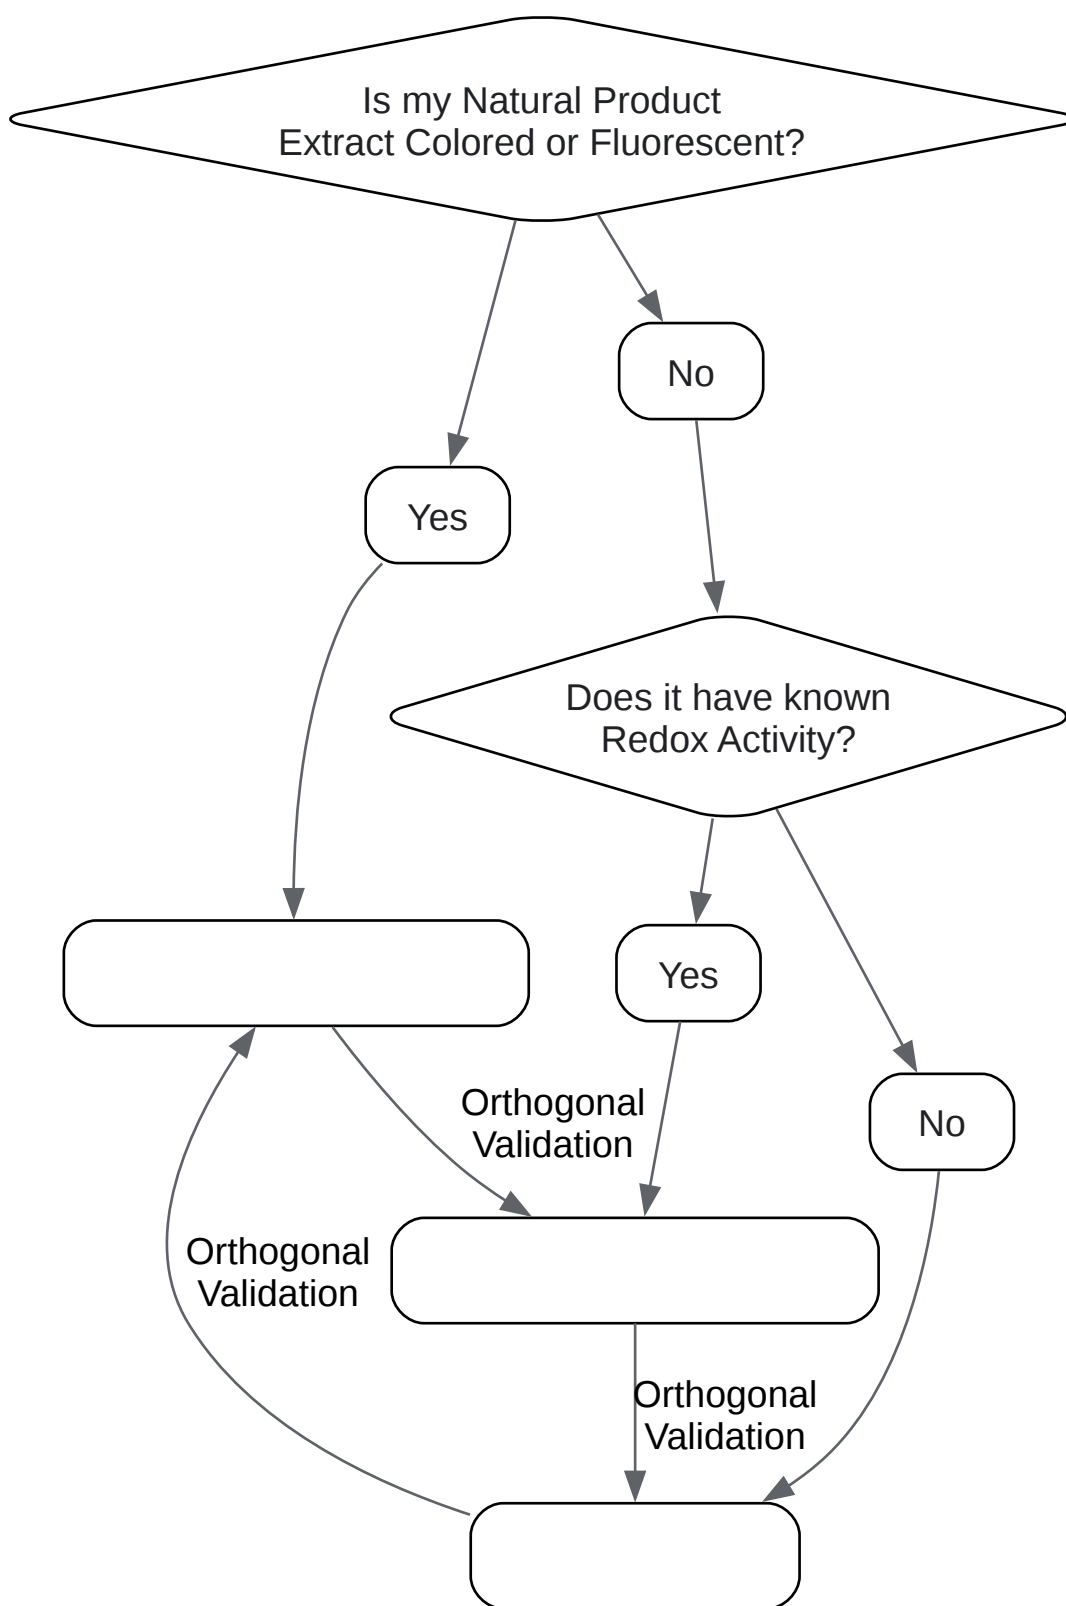 Is my Natural Product
Extract Colored or Fluorescent?
No
Yes
Does it have known
Redox Activity?
Yes
No
Orthogonal
Validation
Orthogonal
Validation
Orthogonal
Validation